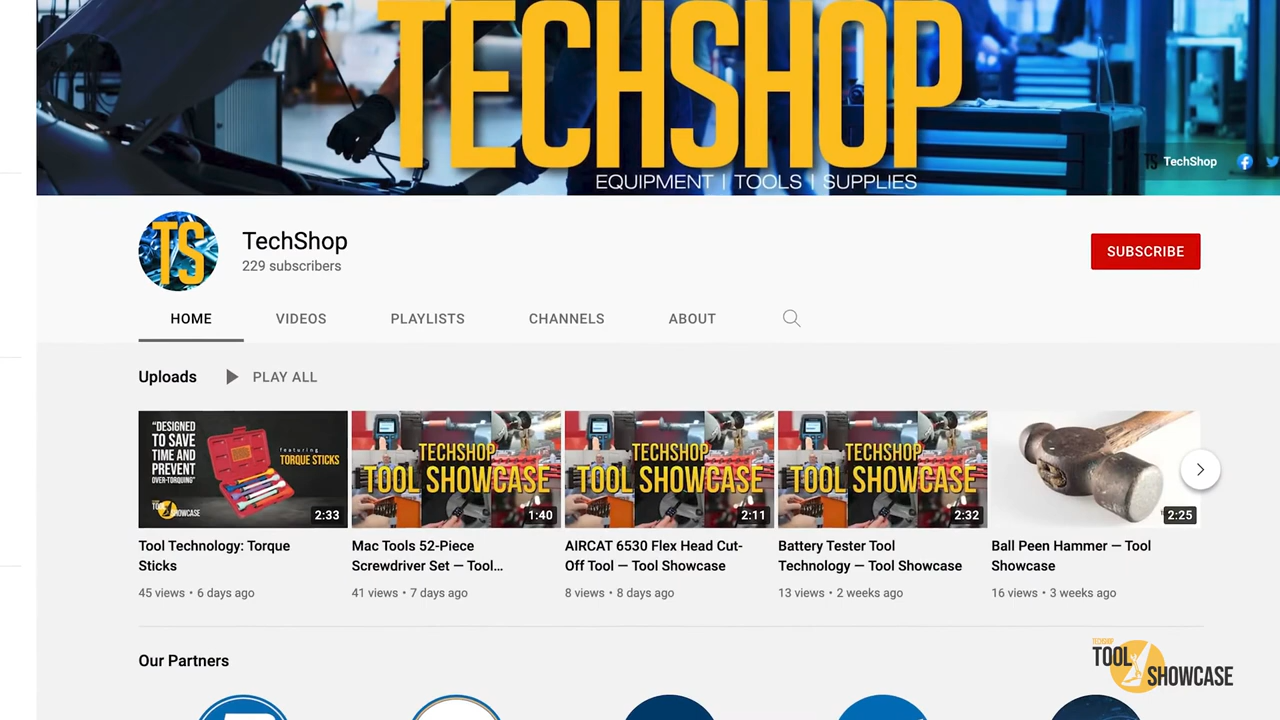 TECHSHOP
EQUIPMENT | TOOLS | SUPPLIES
TS TechShop
TS
TechShop
229 subscribers
SUBSCRIBE
HOME VIDEOS PLAYLISTS CHANNELS ABOUT
Uploads PLAY ALL
"DESIGNED
TO SAVE
TIME AND
PREVENT
OVER-TORQUING"
featuring
TORQUE STICKS
TOOL SHOWCASE
2:33
TECHSHOP
TOOL SHOWCASE
1:40
TECHSHOP
TOOL SHOWCASE
2:11
TECHSHOP
TOOL SHOWCASE
2:32
2:25
Tool Technology: Torque
Sticks
45 views • 6 days ago
Mac Tools 52-Piece
Screwdriver Set — Tool...
41 views • 7 days ago
AIRCAT 6530 Flex Head Cut-
Off Tool — Tool Showcase
8 views • 8 days ago
Battery Tester Tool
Technology — Tool Showcase
13 views • 2 weeks ago
Ball Peen Hammer — Tool
Showcase
16 views • 3 weeks ago
Our Partners
TECHSHOP
TOOL
SHOWCASE